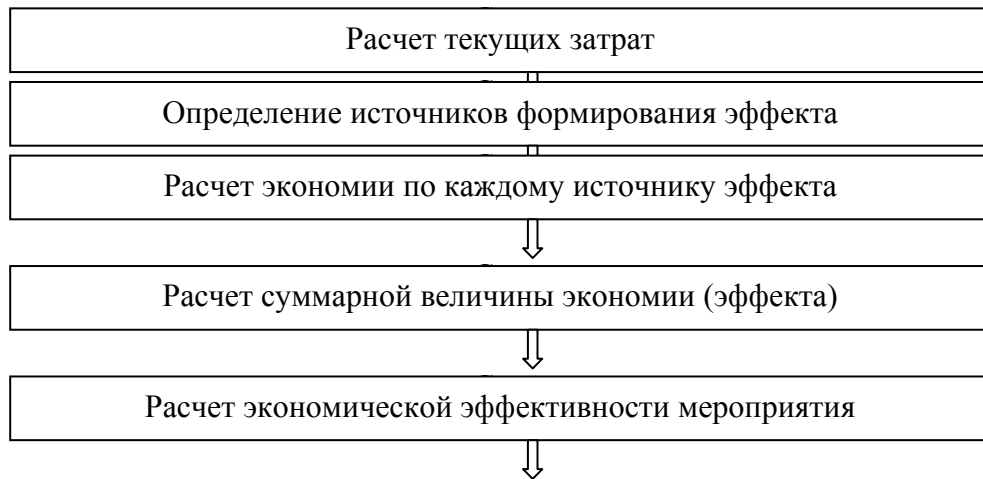 Расчет текущих затрат
Определение источников формирования эффекта
Расчет экономии по каждому источнику эффекта
Расчет суммарной величины экономии (эффекта)
Расчет экономической эффективности мероприятия